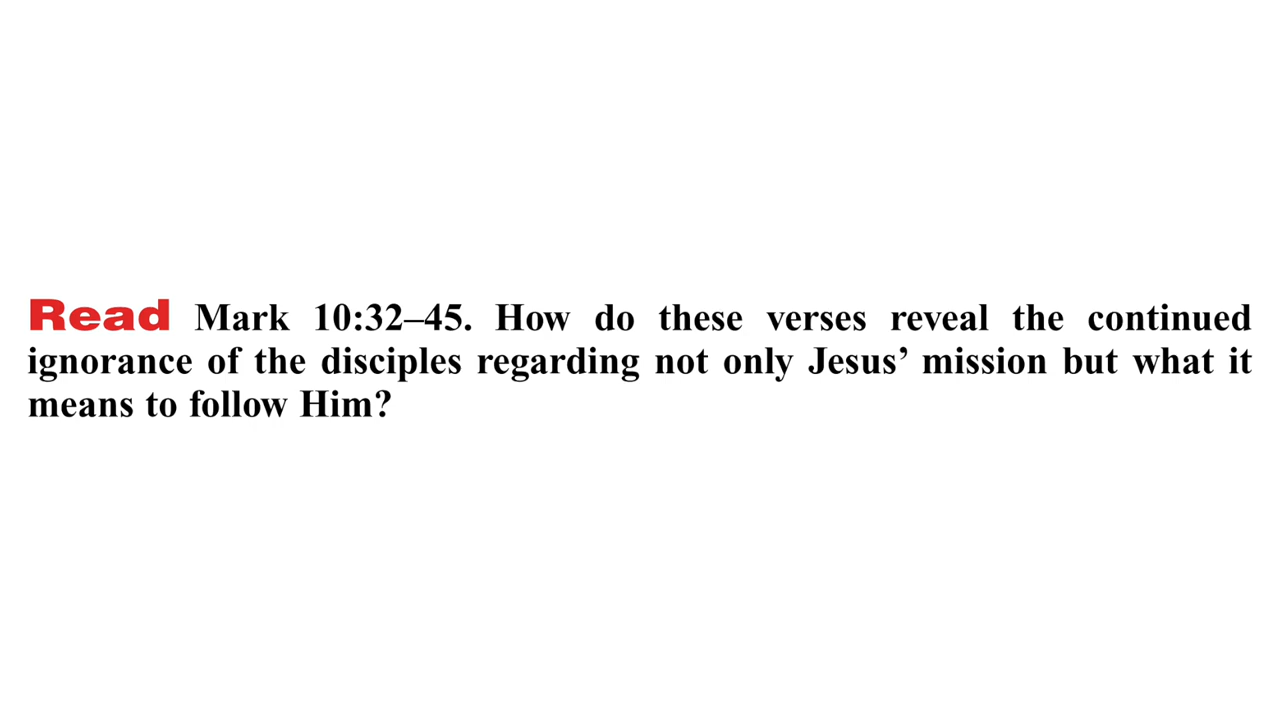 Read Mark 10:32–45. How do these verses reveal the continued
ignorance of the disciples regarding not only Jesus’ mission but what it
means to follow Him?